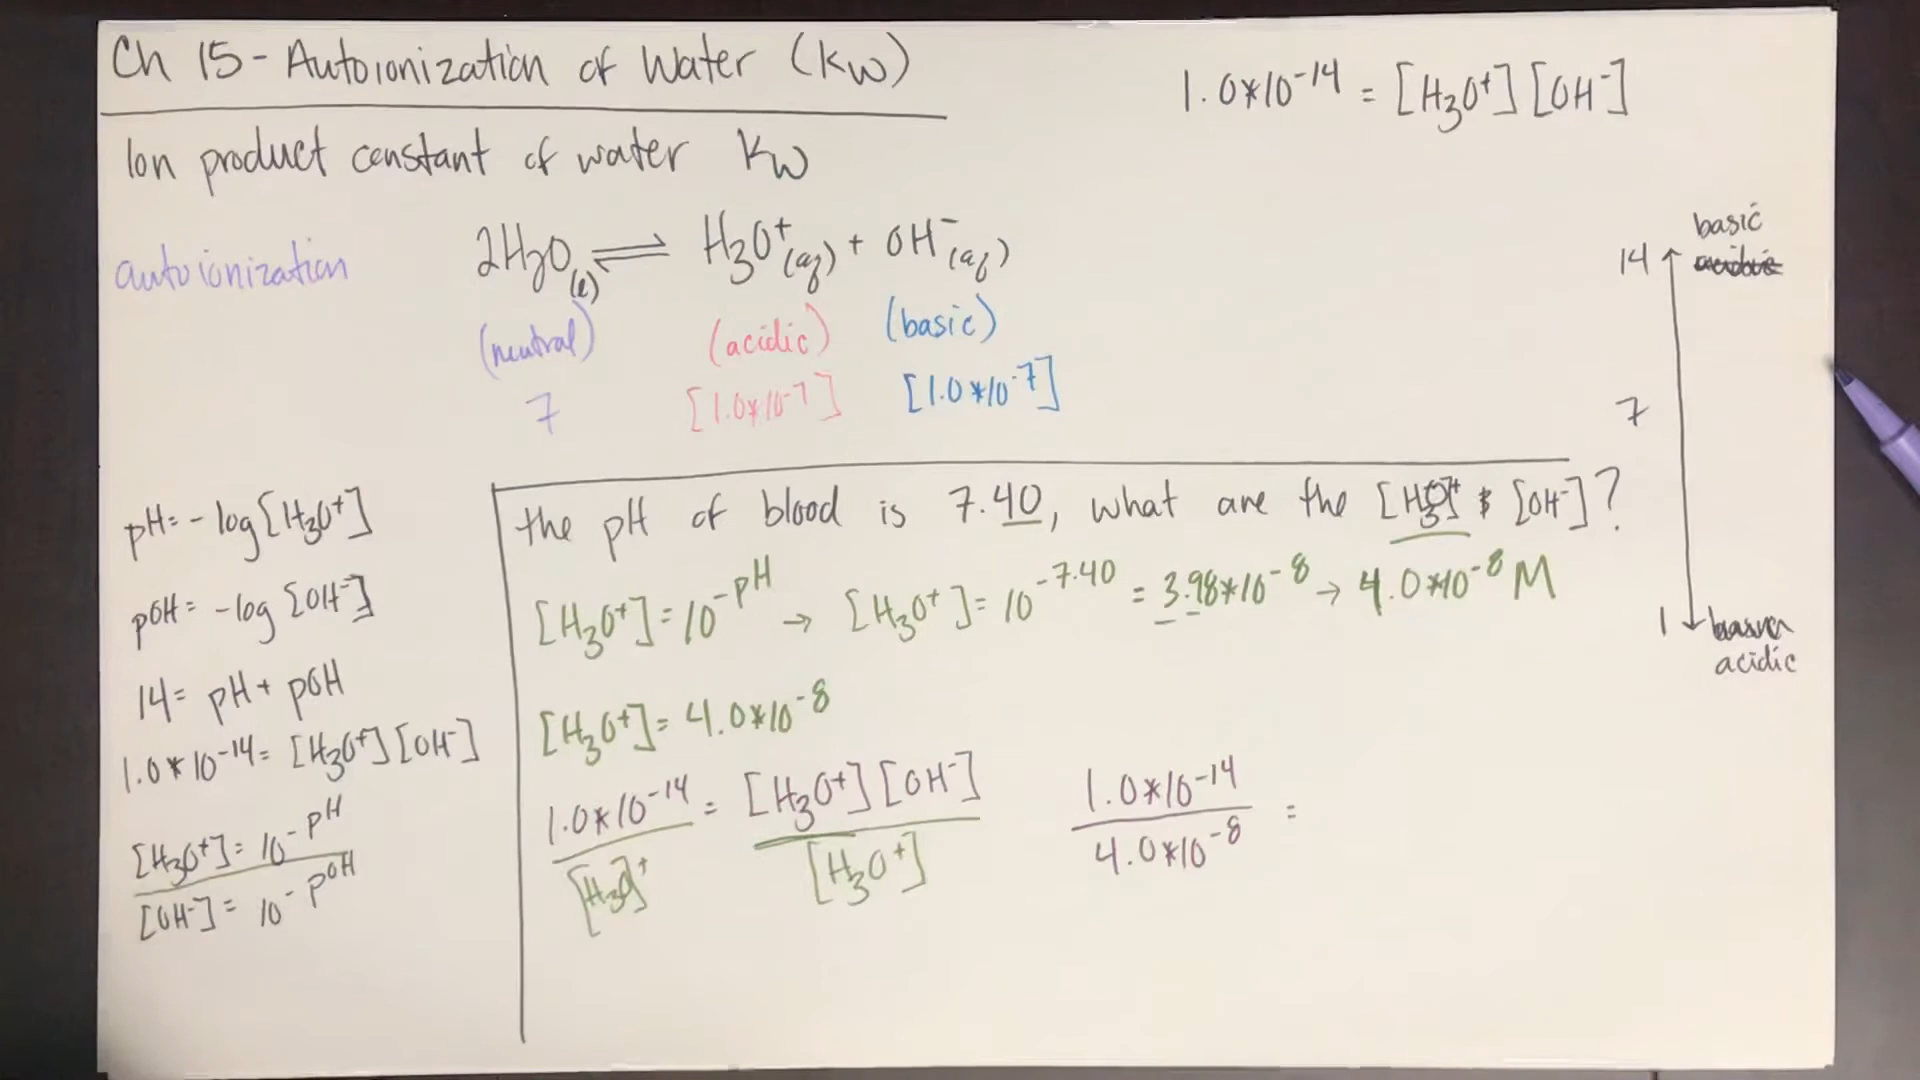 Ch 15 - Autoionization of Water (Kw)
1.0*10⁻¹⁴ = [H₃O⁺][OH⁻]
Ion product constant of water Kw
autoionization
2H₂O(l) ⇌ H₃O⁺(aq) + OH⁻(aq)
(neutral) (acidic) (basic)
7 [1.0*10⁻⁷] [1.0*10⁻⁷]
basic
14
7
1
acidic
pH = -log[H₃O⁺]
pOH = -log[OH⁻]
14 = pH + pOH
1.0*10⁻¹⁴ = [H₃O⁺][OH⁻]
[H₃O⁺] = 10^-pH
[OH⁻] = 10^-pOH
the pH of blood is 7.40, what are the [H₃O⁺] & [OH⁻]?
[H₃O⁺] = 10^-pH → [H₃O⁺] = 10^-7.40 = 3.98*10⁻⁸ → 4.0*10⁻⁸ M
[H₃O⁺] = 4.0*10⁻⁸
1.0*10⁻¹⁴ = [H₃O⁺][OH⁻]
[H₃O]⁺ [H₃O⁺]
1.0*10⁻¹⁴ =
4.0*10⁻⁸